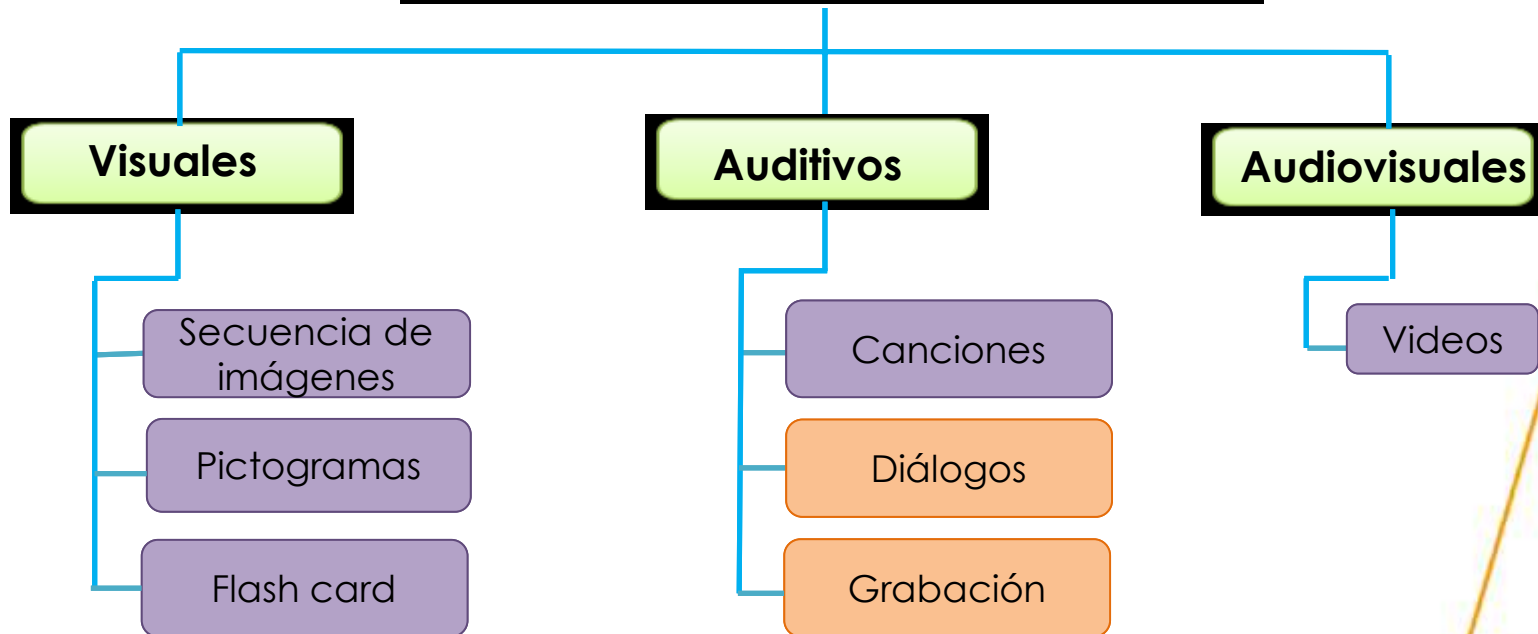 Visuales
Auditivos
Audiovisuales
Secuencia de
imágenes
Pictogramas
Flash card
Canciones
Diálogos
Grabación
Videos